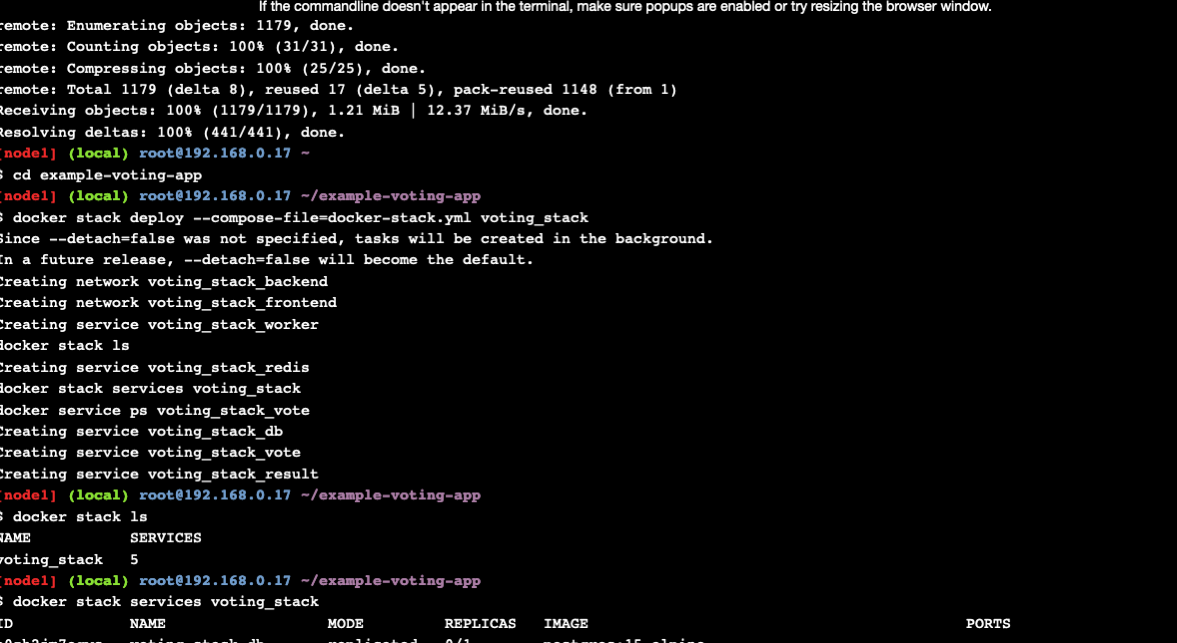 If the commandline doesn't appear in the terminal, make sure popups are enabled or try resizing the browser window.
remote: Enumerating objects: 1179, done.
remote: Counting objects: 100% (31/31), done.
remote: Compressing objects: 100% (25/25), done.
remote: Total 1179 (delta 8), reused 17 (delta 5), pack-reused 1148 (from 1)
Receiving objects: 100% (1179/1179), 1.21 MiB | 12.37 MiB/s, done.
Resolving deltas: 100% (441/441), done.
[node1] (local) root@192.168.0.17 ~
$ cd example-voting-app
[node1] (local) root@192.168.0.17 ~/example-voting-app
$ docker stack deploy --compose-file=docker-stack.yml voting_stack
Since --detach=false was not specified, tasks will be created in the background.
In a future release, --detach=false will become the default.
Creating network voting_stack_backend
Creating network voting_stack_frontend
Creating service voting_stack_worker
docker stack ls
Creating service voting_stack_redis
docker stack services voting_stack
docker service ps voting_stack_vote
Creating service voting_stack_db
Creating service voting_stack_vote
Creating service voting_stack_result
[node1] (local) root@192.168.0.17 ~/example-voting-app
$ docker stack ls
NAME SERVICES
voting_stack 5
[node1] (local) root@192.168.0.17 ~/example-voting-app
$ docker stack services voting_stack
ID NAME MODE REPLICAS IMAGE PORTS
voting_stack_db replicated 0/1 postgres:15-alpine